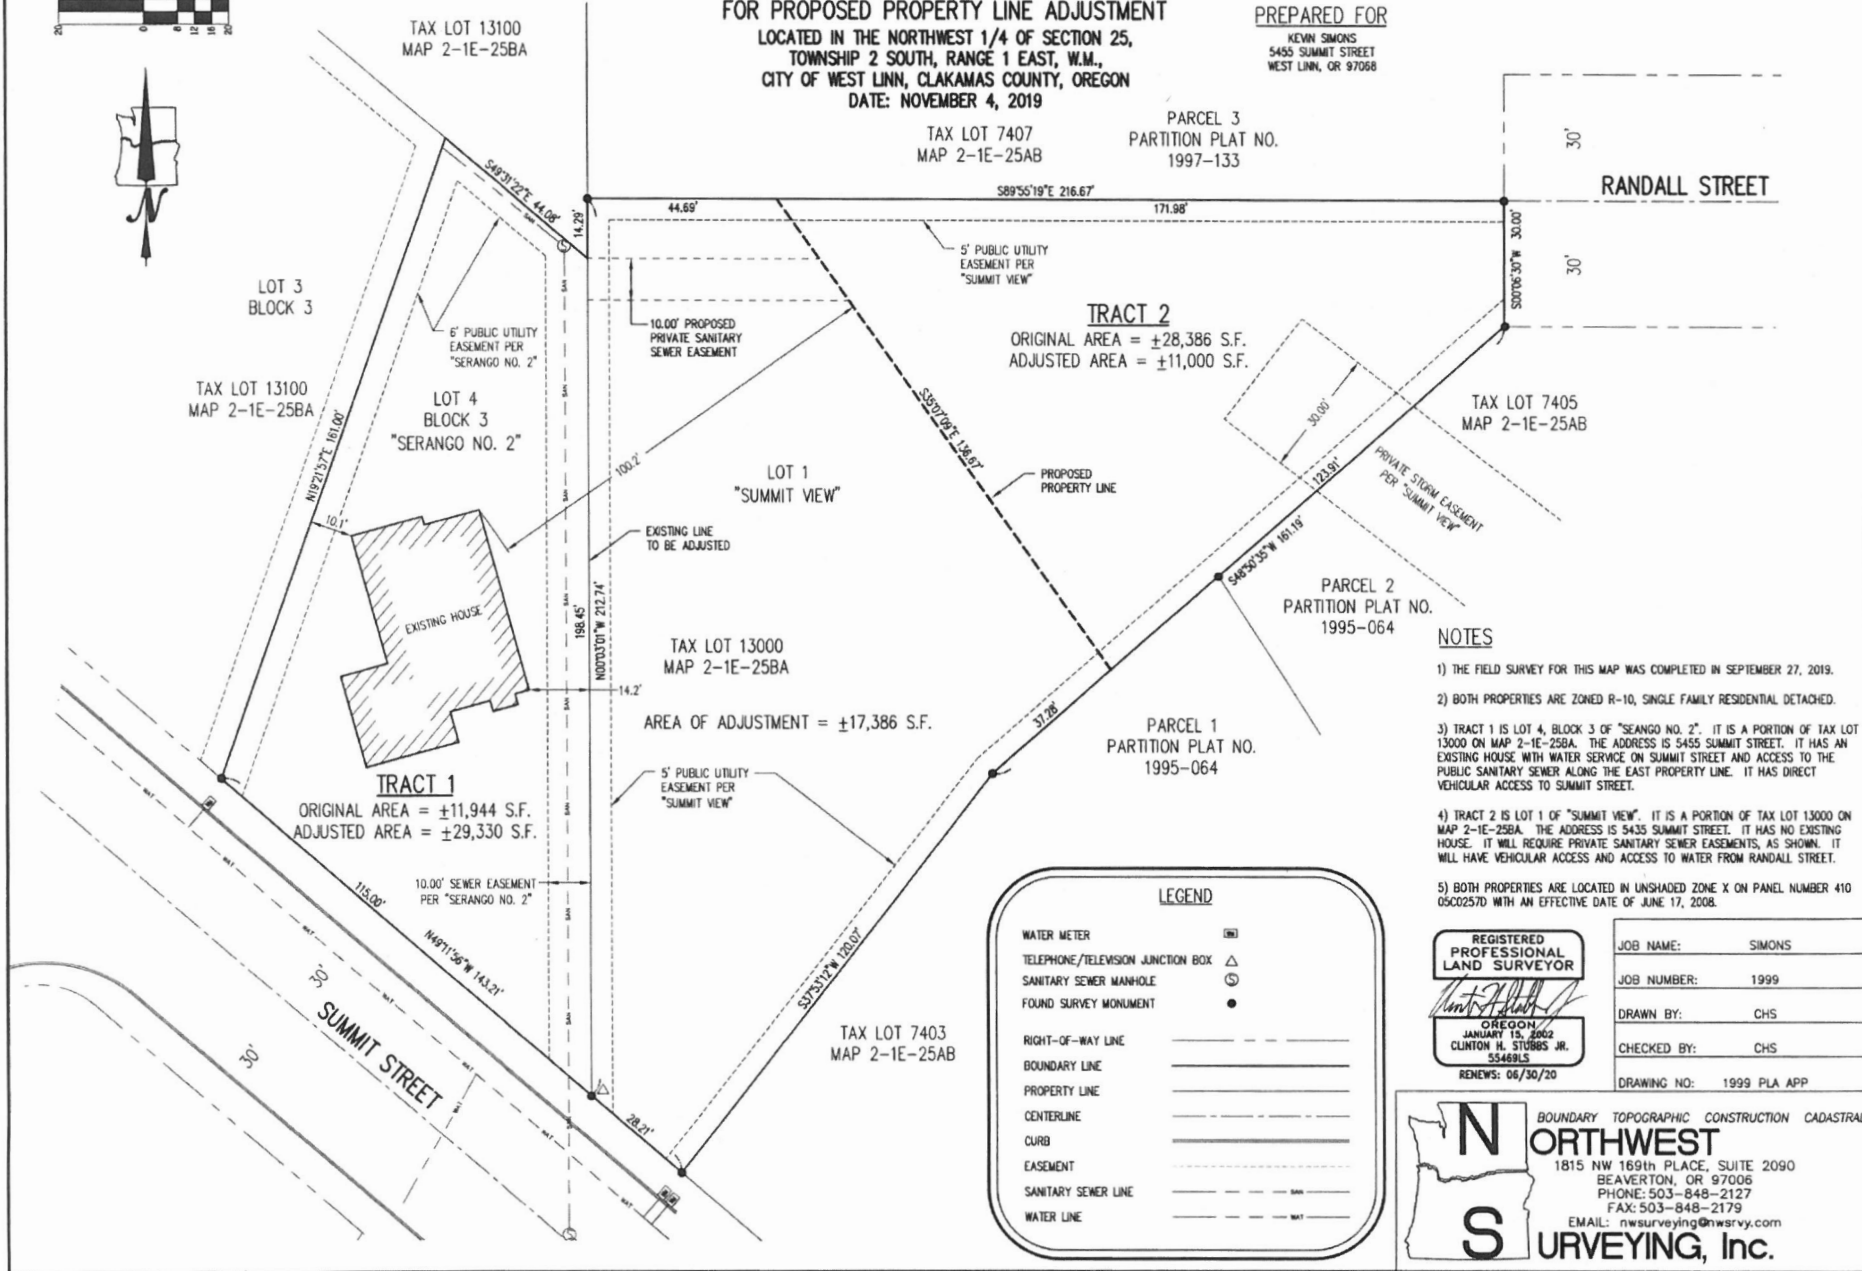 20
0
8
12
16
20
FOR PROPOSED PROPERTY LINE ADJUSTMENT
LOCATED IN THE NORTHWEST 1/4 OF SECTION 25,
TOWNSHIP 2 SOUTH, RANGE 1 EAST, W.M.,
CITY OF WEST LINN, CLAKAMAS COUNTY, OREGON
DATE: NOVEMBER 4, 2019
PREPARED FOR
KEVIN SIMONS
5455 SUMMIT STREET
WEST LINN, OR 97068
TAX LOT 13100
MAP 2-1E-25BA
N
TAX LOT 7407
MAP 2-1E-25AB
PARCEL 3
PARTITION PLAT NO.
1997-133
RANDALL STREET
30'
30'
S49°31'22"E 44.08'
SAN
14.29'
S89°55'19"E 216.67'
44.69'
171.98'
S00°06'30"W 30.00'
5' PUBLIC UTILITY
EASEMENT PER
"SUMMIT VIEW"
LOT 3
BLOCK 3
6' PUBLIC UTILITY
EASEMENT PER
"SERANGO NO. 2"
10.00' PROPOSED
PRIVATE SANITARY
SEWER EASEMENT
TRACT 2
ORIGINAL AREA = ±28,386 S.F.
ADJUSTED AREA = ±11,000 S.F.
TAX LOT 13100
MAP 2-1E-25BA
LOT 4
BLOCK 3
"SERANGO NO. 2"
N19°21'57"E 161.00'
S35°07'09"E 136.67'
30.00'
TAX LOT 7405
MAP 2-1E-25AB
100.2'
LOT 1
"SUMMIT VIEW"
PROPOSED
PROPERTY LINE
123.91'
PRIVATE STORM EASEMENT
PER "SUMMIT VIEW"
10.1'
EXISTING LINE
TO BE ADJUSTED
S48°50'35"W 161.19'
EXISTING HOUSE
198.45'
N00°03'01"W 212.74'
PARCEL 2
PARTITION PLAT NO.
1995-064
TAX LOT 13000
MAP 2-1E-25BA
14.2'
AREA OF ADJUSTMENT = ±17,386 S.F.
37.28'
PARCEL 1
PARTITION PLAT NO.
1995-064
5' PUBLIC UTILITY
EASEMENT PER
"SUMMIT VIEW"
TRACT 1
ORIGINAL AREA = ±11,944 S.F.
ADJUSTED AREA = ±29,330 S.F.
10.00' SEWER EASEMENT
PER "SERANGO NO. 2"
115.00'
N49°11'56"W 143.21'
S37°53'12"W 120.07'
30'
30'
SUMMIT STREET
28.21'
WAT
TAX LOT 7403
MAP 2-1E-25AB
NOTES
1) THE FIELD SURVEY FOR THIS MAP WAS COMPLETED IN SEPTEMBER 27, 2019.
2) BOTH PROPERTIES ARE ZONED R-10, SINGLE FAMILY RESIDENTIAL DETACHED.
3) TRACT 1 IS LOT 4, BLOCK 3 OF "SEANGO NO. 2". IT IS A PORTION OF TAX LOT
13000 ON MAP 2-1E-25BA. THE ADDRESS IS 5455 SUMMIT STREET. IT HAS AN
EXISTING HOUSE WITH WATER SERVICE ON SUMMIT STREET AND ACCESS TO THE
PUBLIC SANITARY SEWER ALONG THE EAST PROPERTY LINE. IT HAS DIRECT
VEHICULAR ACCESS TO SUMMIT STREET.
4) TRACT 2 IS LOT 1 OF "SUMMIT VIEW". IT IS A PORTION OF TAX LOT 13000 ON
MAP 2-1E-25BA. THE ADDRESS IS 5435 SUMMIT STREET. IT HAS NO EXISTING
HOUSE. IT WILL REQUIRE PRIVATE SANITARY SEWER EASEMENTS, AS SHOWN. IT
WILL HAVE VEHICULAR ACCESS AND ACCESS TO WATER FROM RANDALL STREET.
5) BOTH PROPERTIES ARE LOCATED IN UNSHADED ZONE X ON PANEL NUMBER 410
05C0257D WITH AN EFFECTIVE DATE OF JUNE 17, 2008.
LEGEND
WATER METER
TELEPHONE/TELEVISION JUNCTION BOX
SANITARY SEWER MANHOLE
FOUND SURVEY MONUMENT
RIGHT-OF-WAY LINE
BOUNDARY LINE
PROPERTY LINE
CENTERLINE
CURB
EASEMENT
SANITARY SEWER LINE SAN
WATER LINE WAT
REGISTERED
PROFESSIONAL
LAND SURVEYOR
OREGON
JANUARY 15, 2002
CLINTON H. STUBBS JR.
55469LS
RENEWS: 06/30/20
JOB NAME: SIMONS
JOB NUMBER: 1999
DRAWN BY: CHS
CHECKED BY: CHS
DRAWING NO: 1999 PLA APP
BOUNDARY TOPOGRAPHIC CONSTRUCTION CADASTRAL
NORTHWEST
1815 NW 169th PLACE, SUITE 2090
BEAVERTON, OR 97006
PHONE: 503-848-2127
FAX: 503-848-2179
EMAIL: nwsurveying@nwsrvy.com
SURVEYING, Inc.